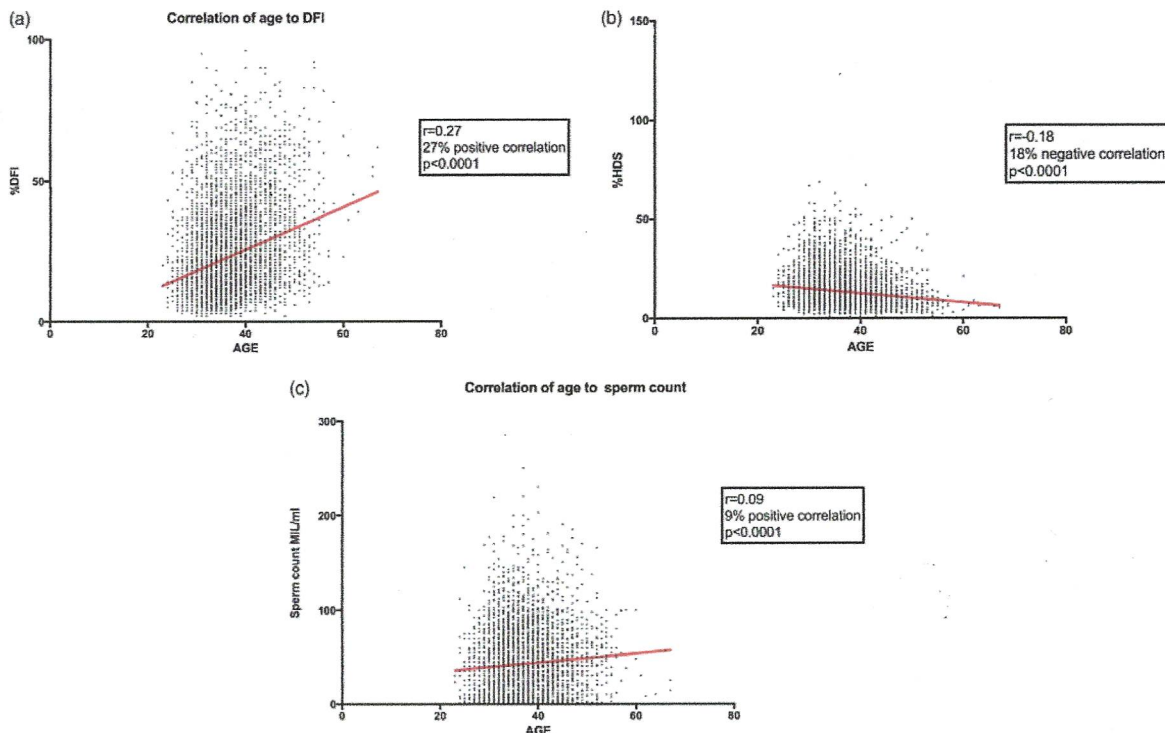 (a)
Correlation of age to DFI
100
50
0
%DFI
0 20 40 60 80
AGE
r=0.27
27% positive correlation
p<0.0001
(b)
150
100
50
0
%HDS
0 20 40 60 80
AGE
r=-0.18
18% negative correlation
p<0.0001
(c)
Correlation of age to sperm count
300
200
100
0
Sperm count MIL/ml
0 20 40 60 80
AGE
r=0.09
9% positive correlation
p<0.0001